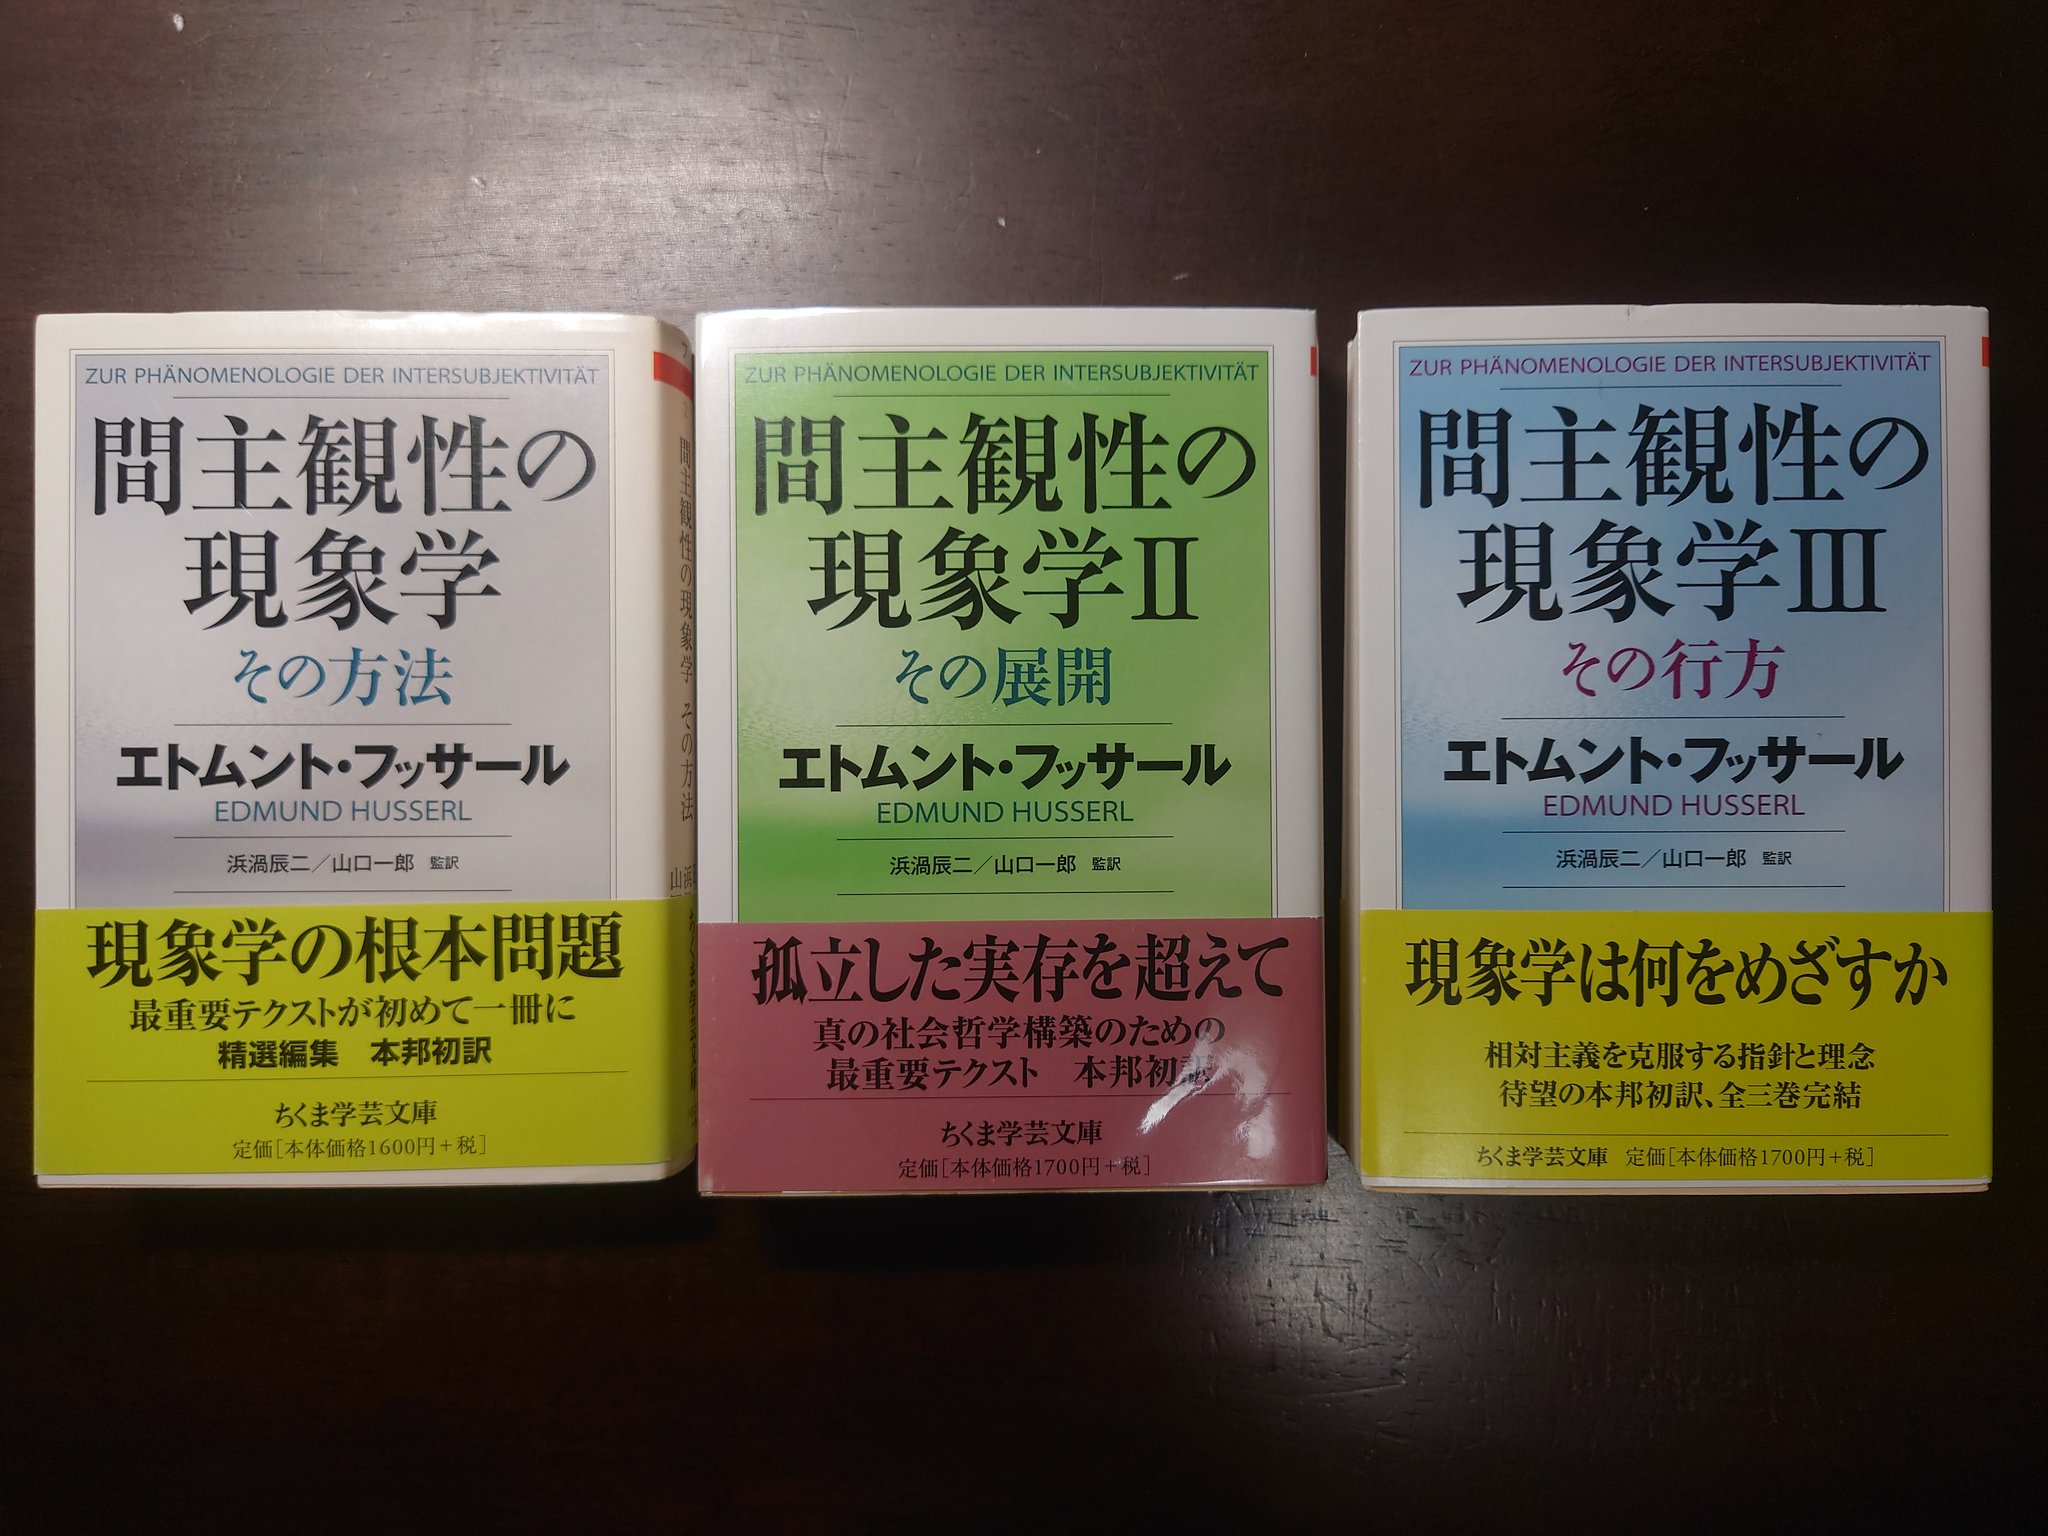 ZUR PHÄNOMENOLOGIE DER INTERSUBJEKTIVITÄT
間主観性の
現象学
その方法
エトムント・フッサール
EDMUND HUSSERL
浜渦辰二／山口一郎 監訳
現象学の根本問題
最重要テクストが初めて一冊に
精選編集 本邦初訳
ちくま学芸文庫
定価[本体価格1600円+税]
間主観性の現象学 その方法
ちくま学芸文庫
ZUR PHÄNOMENOLOGIE DER INTERSUBJEKTIVITÄT
間主観性の
現象学Ⅱ
その展開
エトムント・フッサール
EDMUND HUSSERL
浜渦辰二／山口一郎 監訳
孤立した実存を超えて
真の社会哲学構築のための
最重要テクスト 本邦初訳
ちくま学芸文庫
定価[本体価格1700円+税]
ZUR PHÄNOMENOLOGIE DER INTERSUBJEKTIVITÄT
間主観性の
現象学Ⅲ
その行方
エトムント・フッサール
EDMUND HUSSERL
浜渦辰二／山口一郎 監訳
現象学は何をめざすか
相対主義を克服する指針と理念
待望の本邦初訳、全三巻完結
ちくま学芸文庫 定価[本体価格1700円+税]